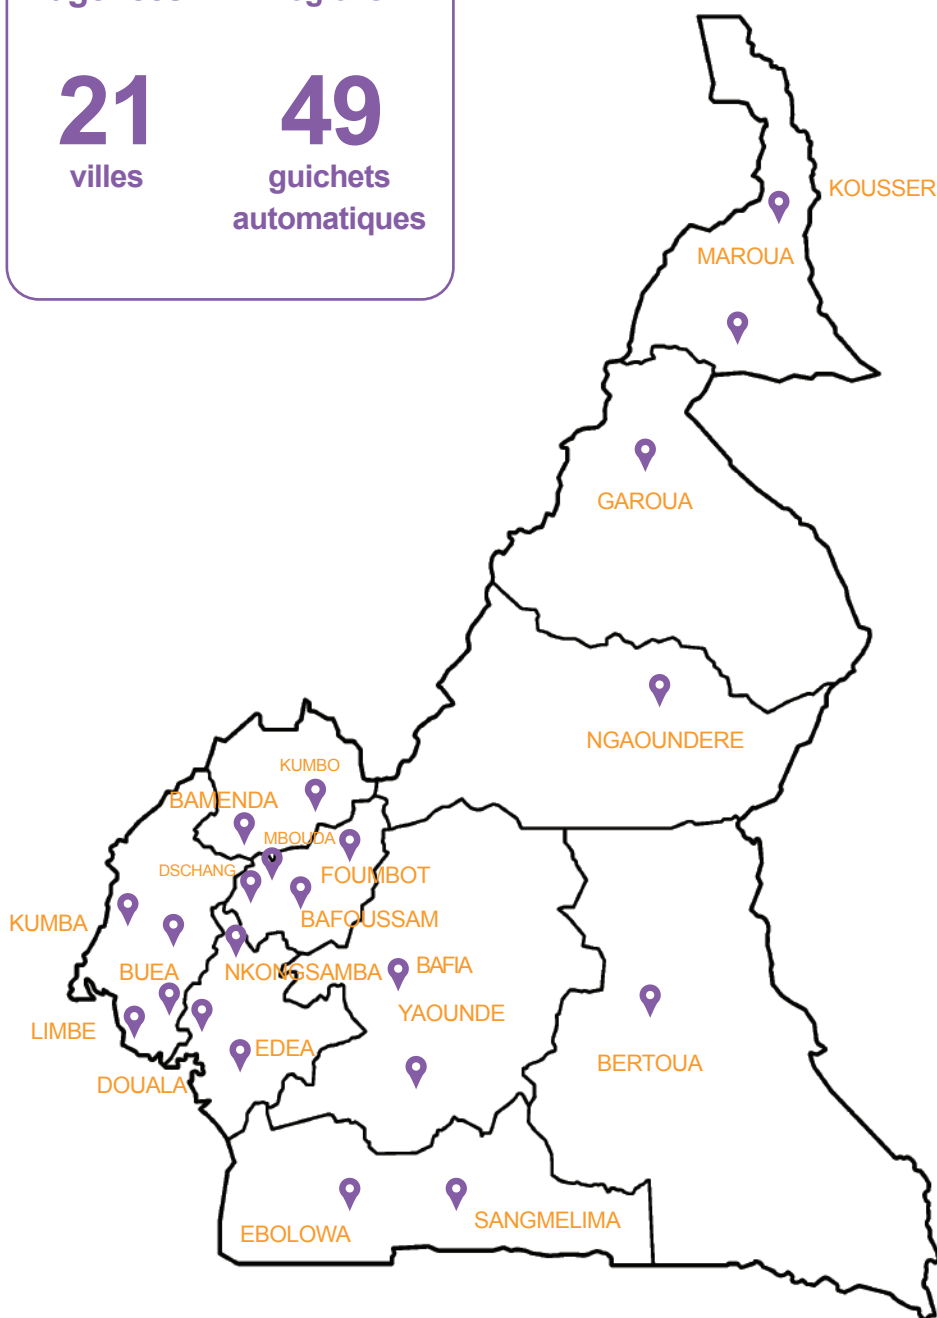 21
49
villes
guichets
automatiques
KOUSSER
MAROUA
GAROUA
NGAOUNDERE
KUMBO
BAMENDA
MBOUDA
DSCHANG
FOUMBOT
BAFOUSSAM
KUMBA
BUEA
NKONGSAMBA
BAFIA
YAOUNDE
LIMBE
EDEA
DOUALA
BERTOUA
EBOLOWA
SANGMELIMA